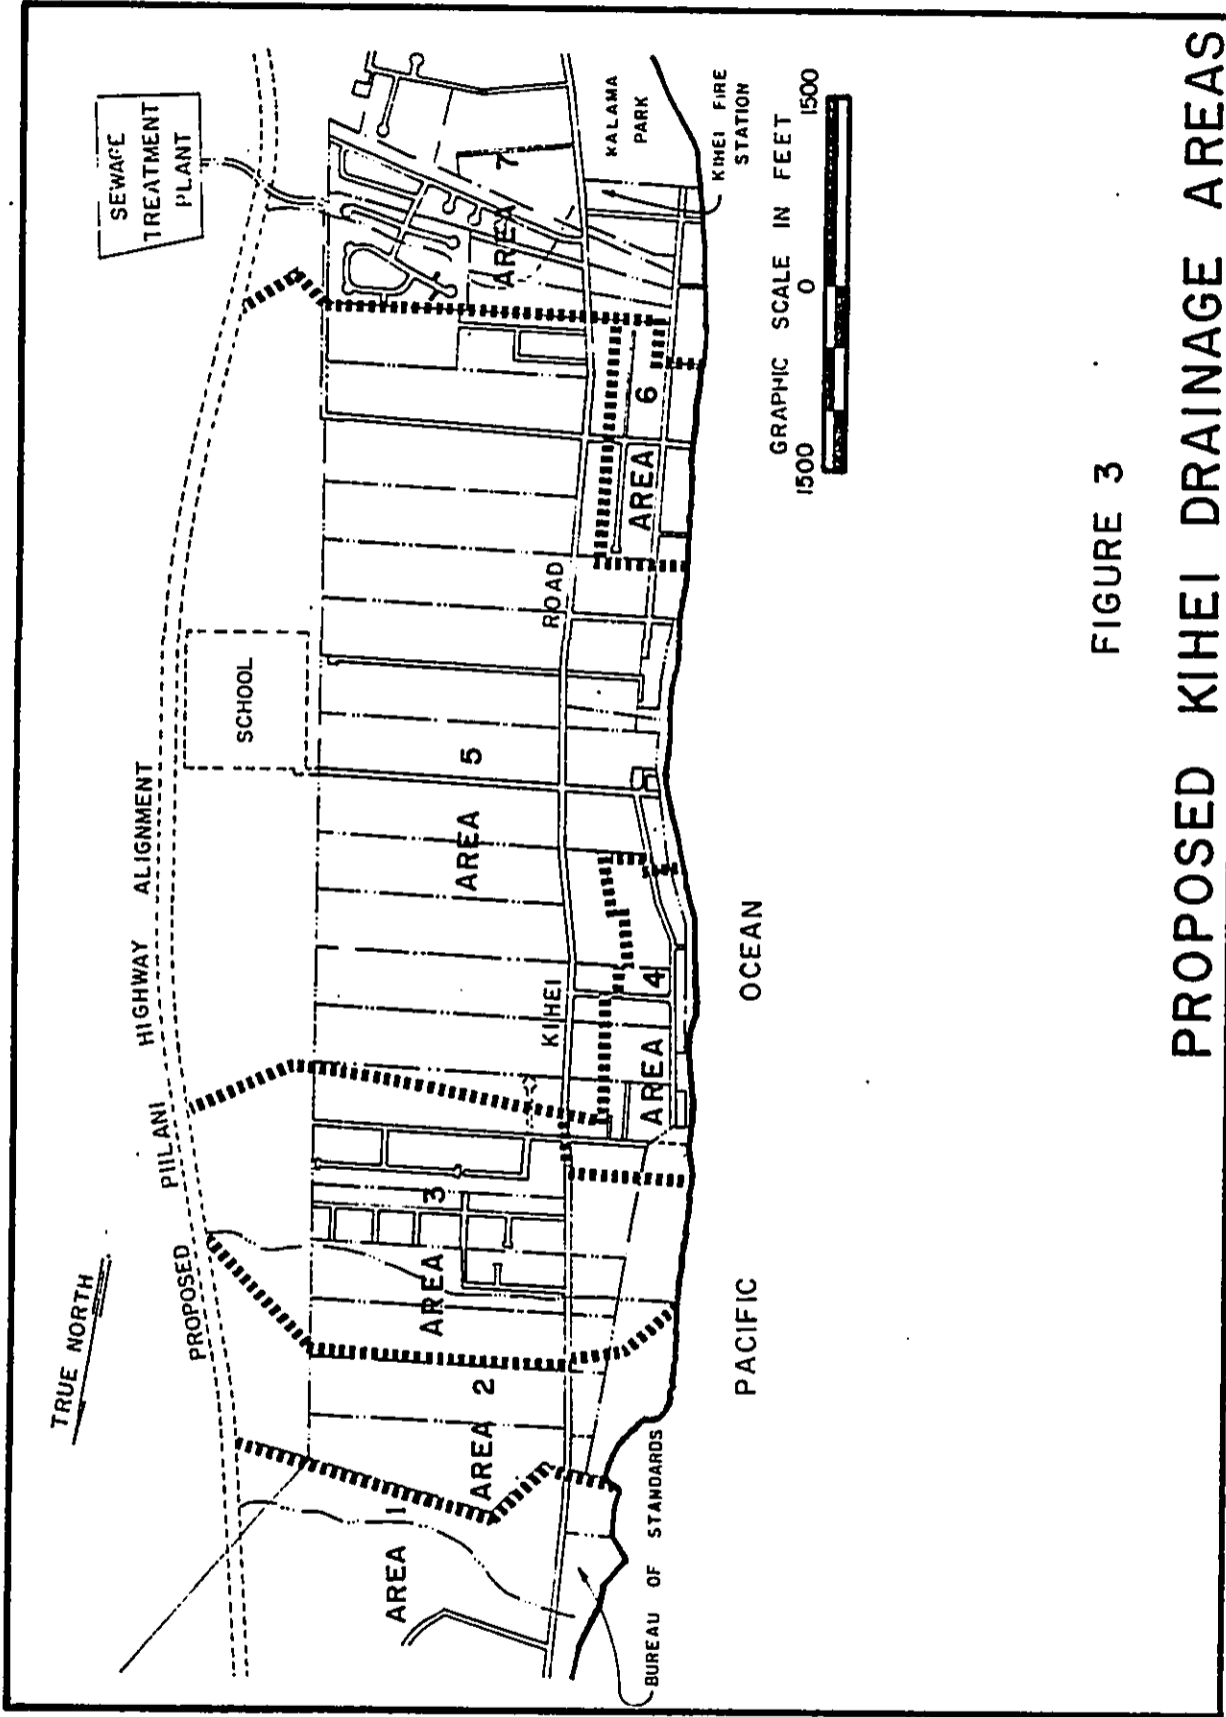 TRUE NORTH
PROPOSED PIILANI HIGHWAY ALIGNMENT
SEWAGE
TREATMENT
PLANT
SCHOOL
AREA 1
AREA 2
AREA 3
AREA 5
AREA 7
KIHEI ROAD
AREA 4
AREA 6
KALAMA
PARK
BUREAU OF STANDARDS
KIHEI FIRE
STATION
PACIFIC OCEAN
GRAPHIC SCALE IN FEET
1500 0 1500
FIGURE 3
PROPOSED KIHEI DRAINAGE AREAS